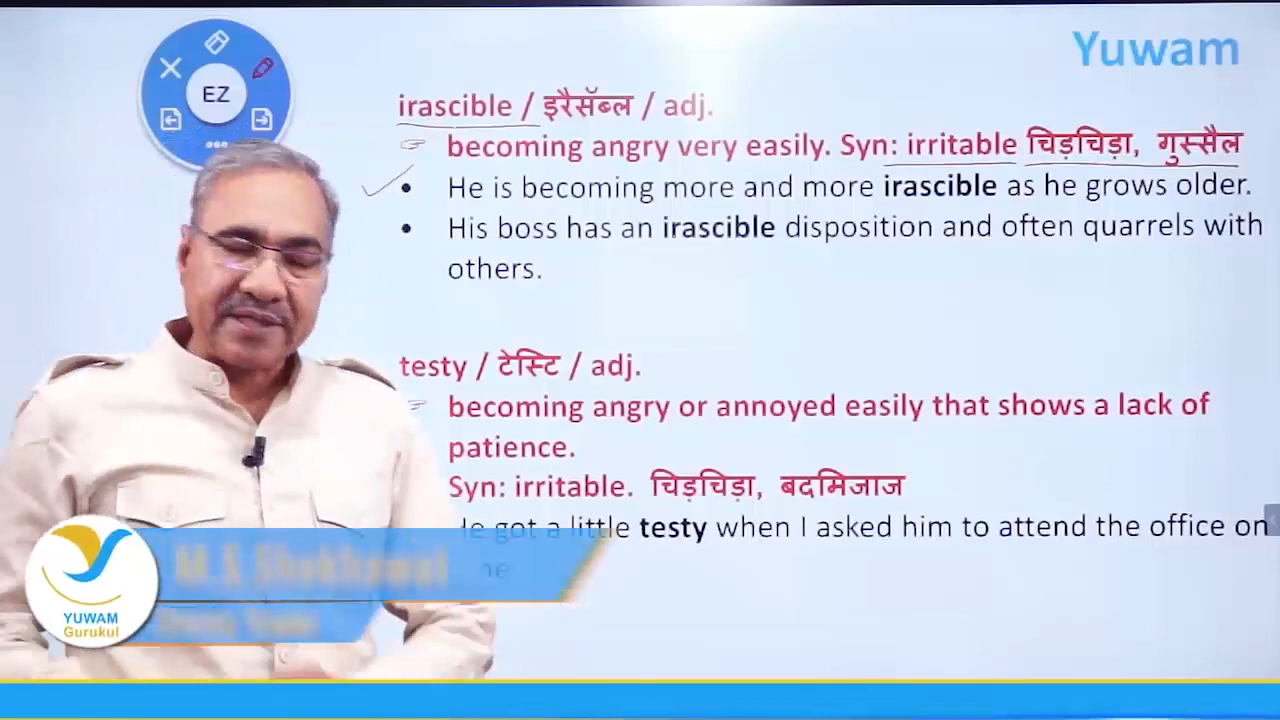 Yuwam
EZ
irascible / इरैसॅब्ल / adj.
becoming angry very easily. Syn: irritable चिड़चिड़ा, गुस्सैल
He is becoming more and more irascible as he grows older.
His boss has an irascible disposition and often quarrels with
others.
testy / टेस्टि / adj.
becoming angry or annoyed easily that shows a lack of
patience.
Syn: irritable. चिड़चिड़ा, बदमिजाज
got a little testy when I asked him to attend the office on
M.S Shekhawat
YUWAM
Gurukul